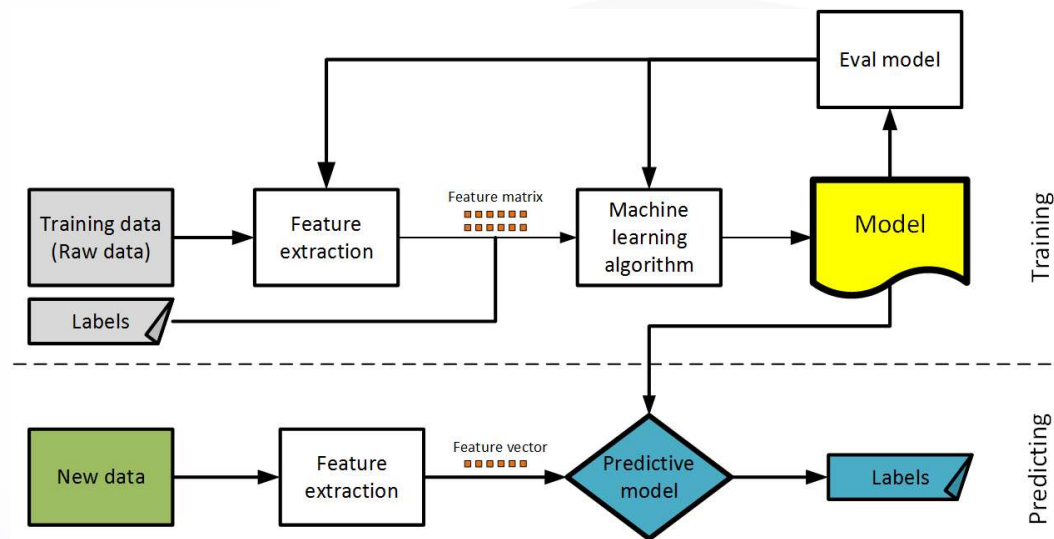 Eval model
Training data
(Raw data)
Feature
extraction
Feature matrix
Machine
learning
algorithm
Model
Labels
Training
New data
Feature
extraction
Feature vector
Predictive
model
Labels
Predicting